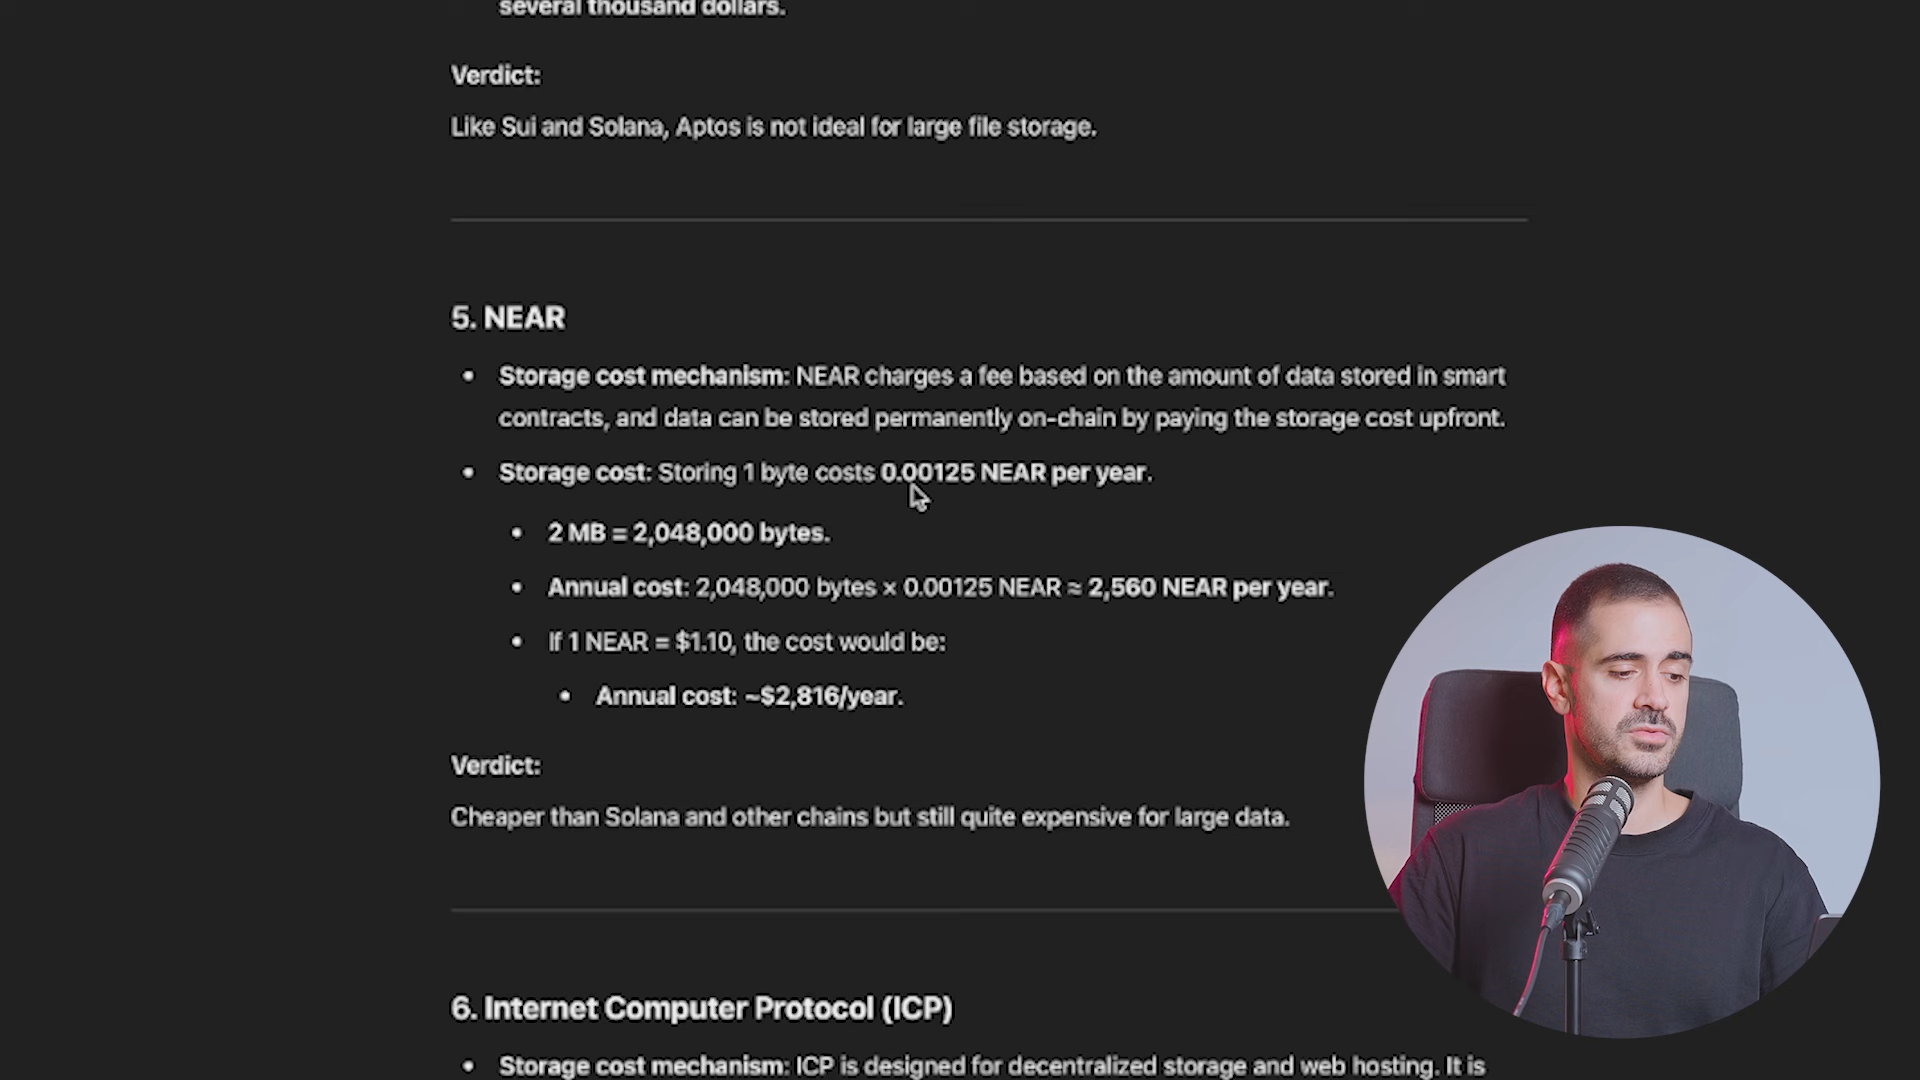 several thousand dollars.
Verdict:
Like Sui and Solana, Aptos is not ideal for large file storage.
5. NEAR
• Storage cost mechanism: NEAR charges a fee based on the amount of data stored in smart
contracts, and data can be stored permanently on-chain by paying the storage cost upfront.
• Storage cost: Storing 1 byte costs 0.00125 NEAR per year.
• 2 MB = 2,048,000 bytes.
• Annual cost: 2,048,000 bytes × 0.00125 NEAR ≈ 2,560 NEAR per year.
• If 1 NEAR = $1.10, the cost would be:
• Annual cost: ~$2,816/year.
Verdict:
Cheaper than Solana and other chains but still quite expensive for large data.
6. Internet Computer Protocol (ICP)
• Storage cost mechanism: ICP is designed for decentralized storage and web hosting. It is